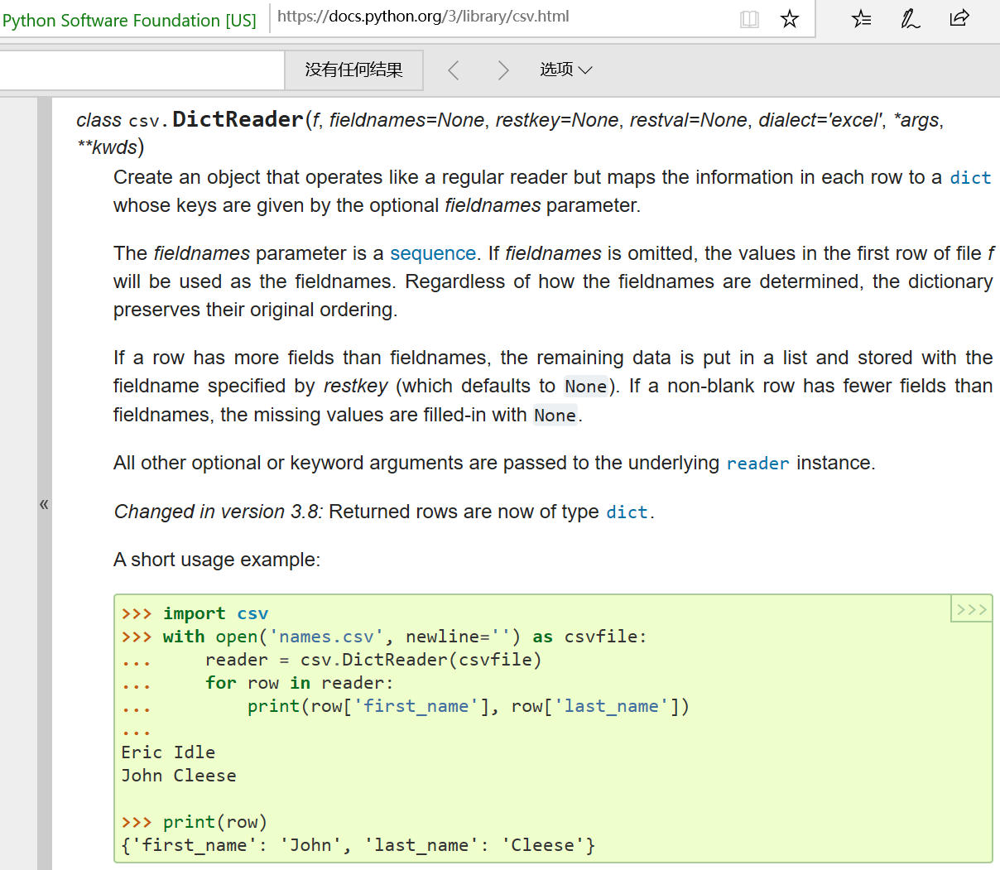 Python Software Foundation [US] https://docs.python.org/3/library/csv.html
没有任何结果 选项
class csv.DictReader(f, fieldnames=None, restkey=None, restval=None, dialect='excel', *args,
**kwds)
Create an object that operates like a regular reader but maps the information in each row to a dict
whose keys are given by the optional fieldnames parameter.
The fieldnames parameter is a sequence. If fieldnames is omitted, the values in the first row of file f
will be used as the fieldnames. Regardless of how the fieldnames are determined, the dictionary
preserves their original ordering.
If a row has more fields than fieldnames, the remaining data is put in a list and stored with the
fieldname specified by restkey (which defaults to None). If a non-blank row has fewer fields than
fieldnames, the missing values are filled-in with None.
All other optional or keyword arguments are passed to the underlying reader instance.
«
Changed in version 3.8: Returned rows are now of type dict.
A short usage example:
>>>
>>> import csv
>>> with open('names.csv', newline='') as csvfile:
...     reader = csv.DictReader(csvfile)
...     for row in reader:
...         print(row['first_name'], row['last_name'])
...
Eric Idle
John Cleese
>>> print(row)
{'first_name': 'John', 'last_name': 'Cleese'}